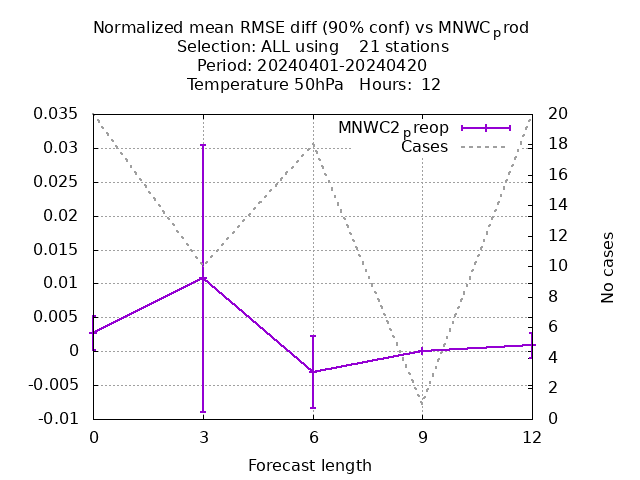 Normalized mean RMSE diff (90% conf) vs MNWCprod
Selection: ALL using    21 stations
Period: 20240401-20240420
Temperature 50hPa   Hours:  12
MNWC2preop
Cases
0.035
0.03
0.025
0.02
0.015
0.01
0.005
0
-0.005
-0.01
20
18
16
14
12
10
8
6
4
2
0
No cases
0 3 6 9 12
Forecast length